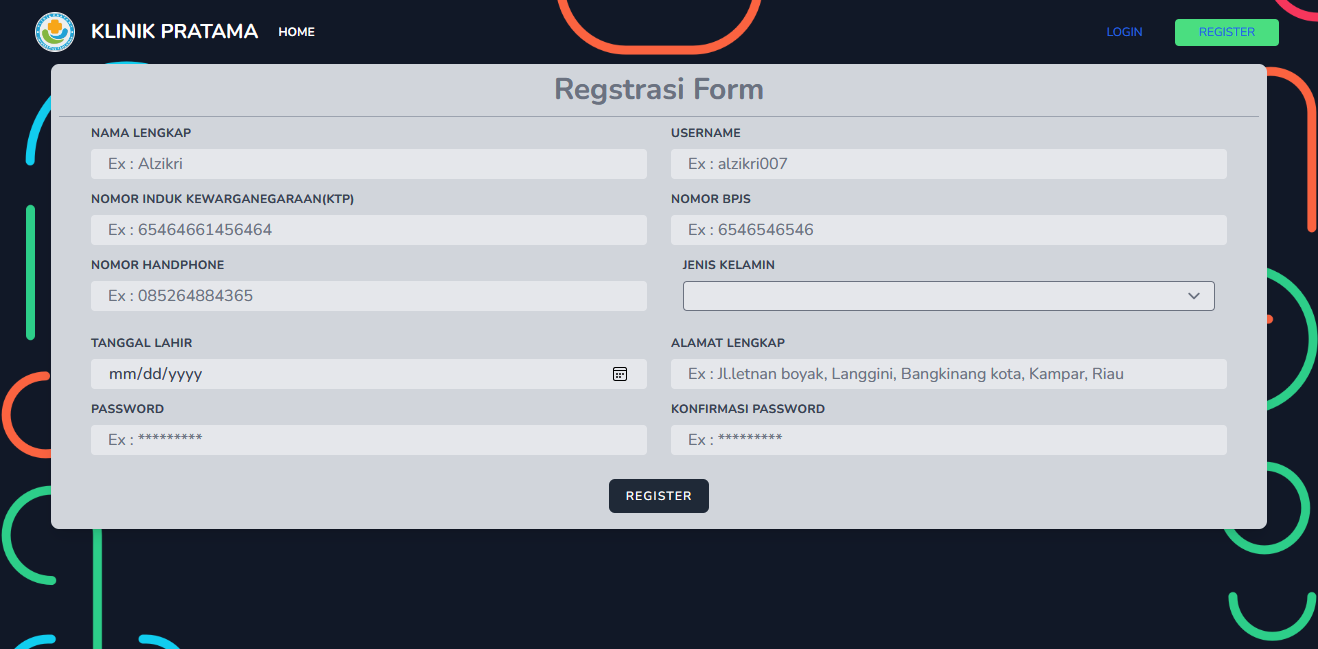 KLINIK PRATAMA HOME LOGIN REGISTER
Regstrasi Form
NAMA LENGKAP
Ex : Alzikri
USERNAME
Ex : alzikri007
NOMOR INDUK KEWARGANEGARAAN(KTP)
Ex : 65464661456464
NOMOR BPJS
Ex : 6546546546
NOMOR HANDPHONE
Ex : 085264884365
JENIS KELAMIN
TANGGAL LAHIR
mm/dd/yyyy
ALAMAT LENGKAP
Ex : Jl.letnan boyak, Langgini, Bangkinang kota, Kampar, Riau
PASSWORD
Ex : *********
KONFIRMASI PASSWORD
Ex : *********
REGISTER